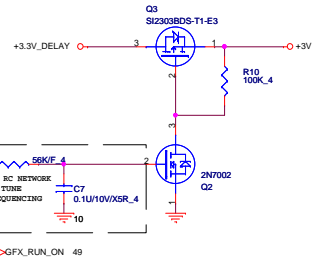 Q3
SI2303BDS-T1-E3
+3.3V_DELAY
3
1
+3V
2
R10
100K_4
3
56K/F_4
2
2N7002
Q2
RC NETWORK
TUNE
EQUENCING
C7
0.1U/10V/X5R_4
1
10
GFX_RUN_ON 49